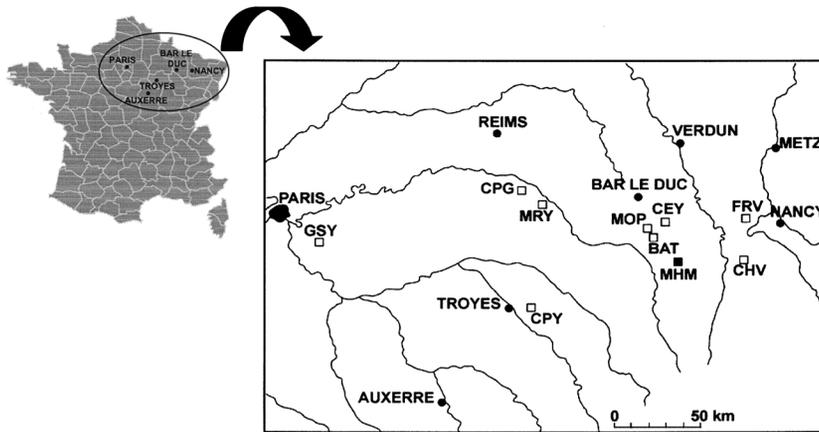 PARIS
BAR LE
DUC
NANCY
TROYES
AUXERRE
REIMS
VERDUN
METZ
BAR LE DUC
CPG
MRY
PARIS
GSY
MOP
CEY
FRV
NANCY
BAT
MHM
CHV
TROYES
CPY
AUXERRE
0 50 km